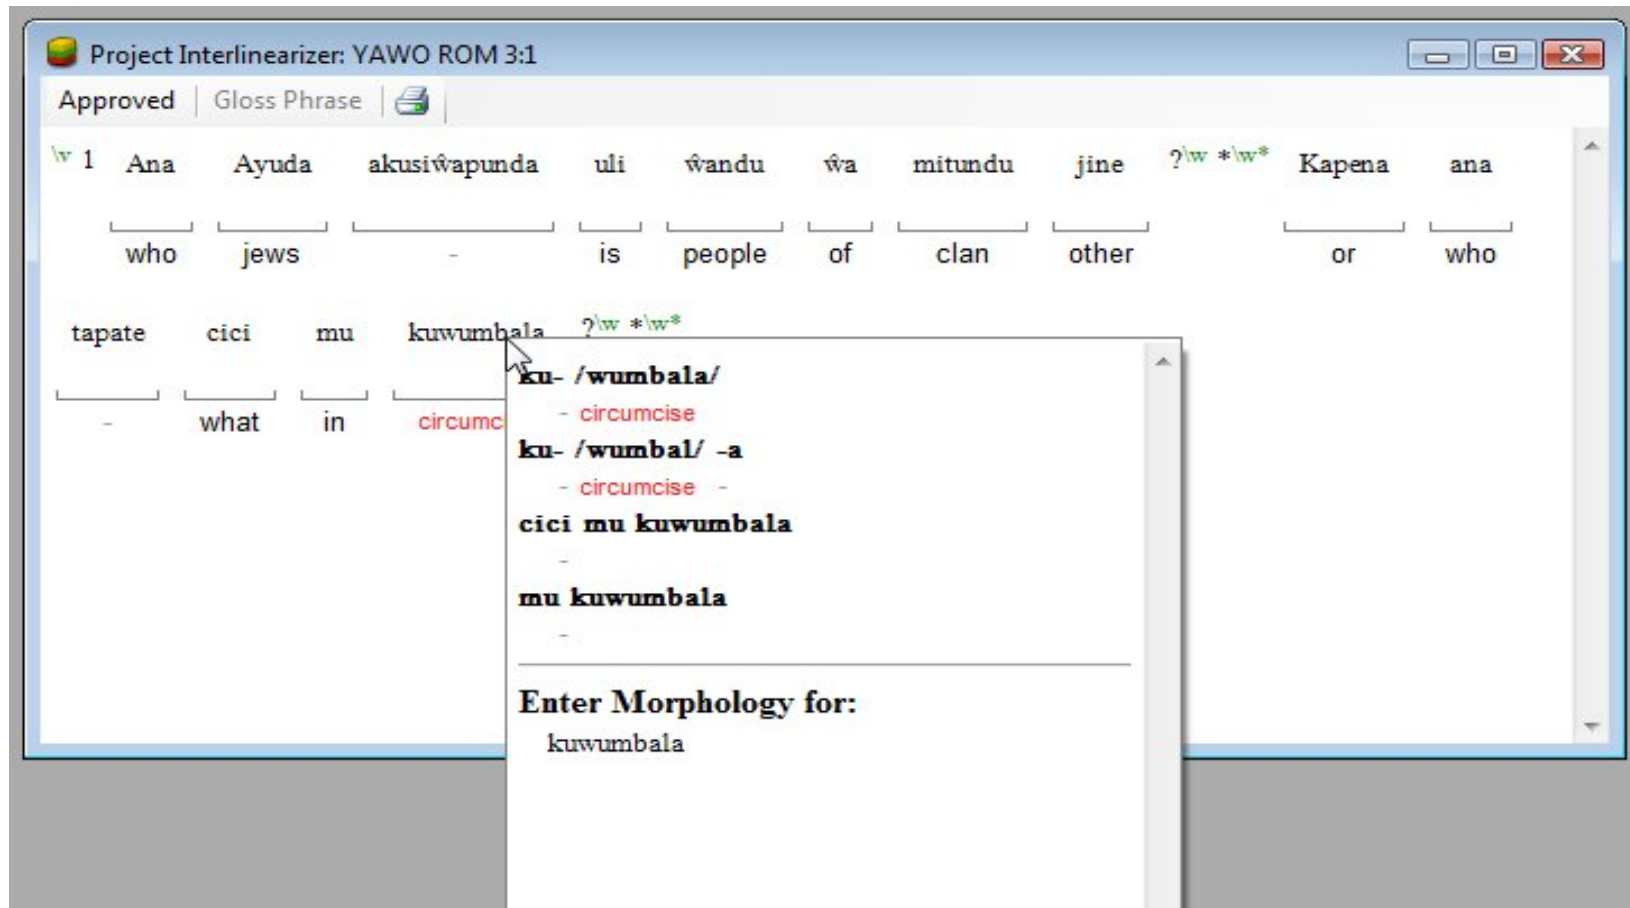 Project Interlinearizer: YAWO ROM 3:1
Approved Gloss Phrase
\v 1 Ana Ayuda akusiŵapunda uli ŵandu ŵa mitundu jine ?\w *\w* Kapena ana
who jews - is people of clan other or who
tapate cici mu kuwumbala ?\w *\w*
- what in circumc
ku- /wumbala/
- circumcise
ku- /wumbal/ -a
- circumcise -
cici mu kuwumbala
-
mu kuwumbala
-
Enter Morphology for:
kuwumbala